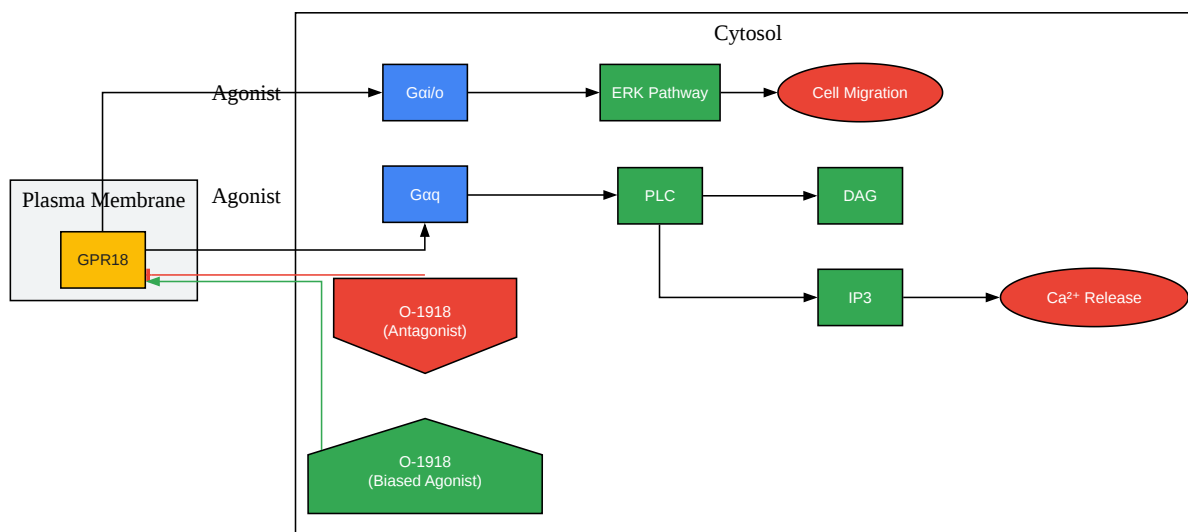 Cytosol
Agonist
Gαi/o
ERK Pathway
Cell Migration
Plasma Membrane
Agonist
Gαq
PLC
DAG
GPR18
IP3
Ca²⁺ Release
O-1918
(Antagonist)
O-1918
(Biased Agonist)